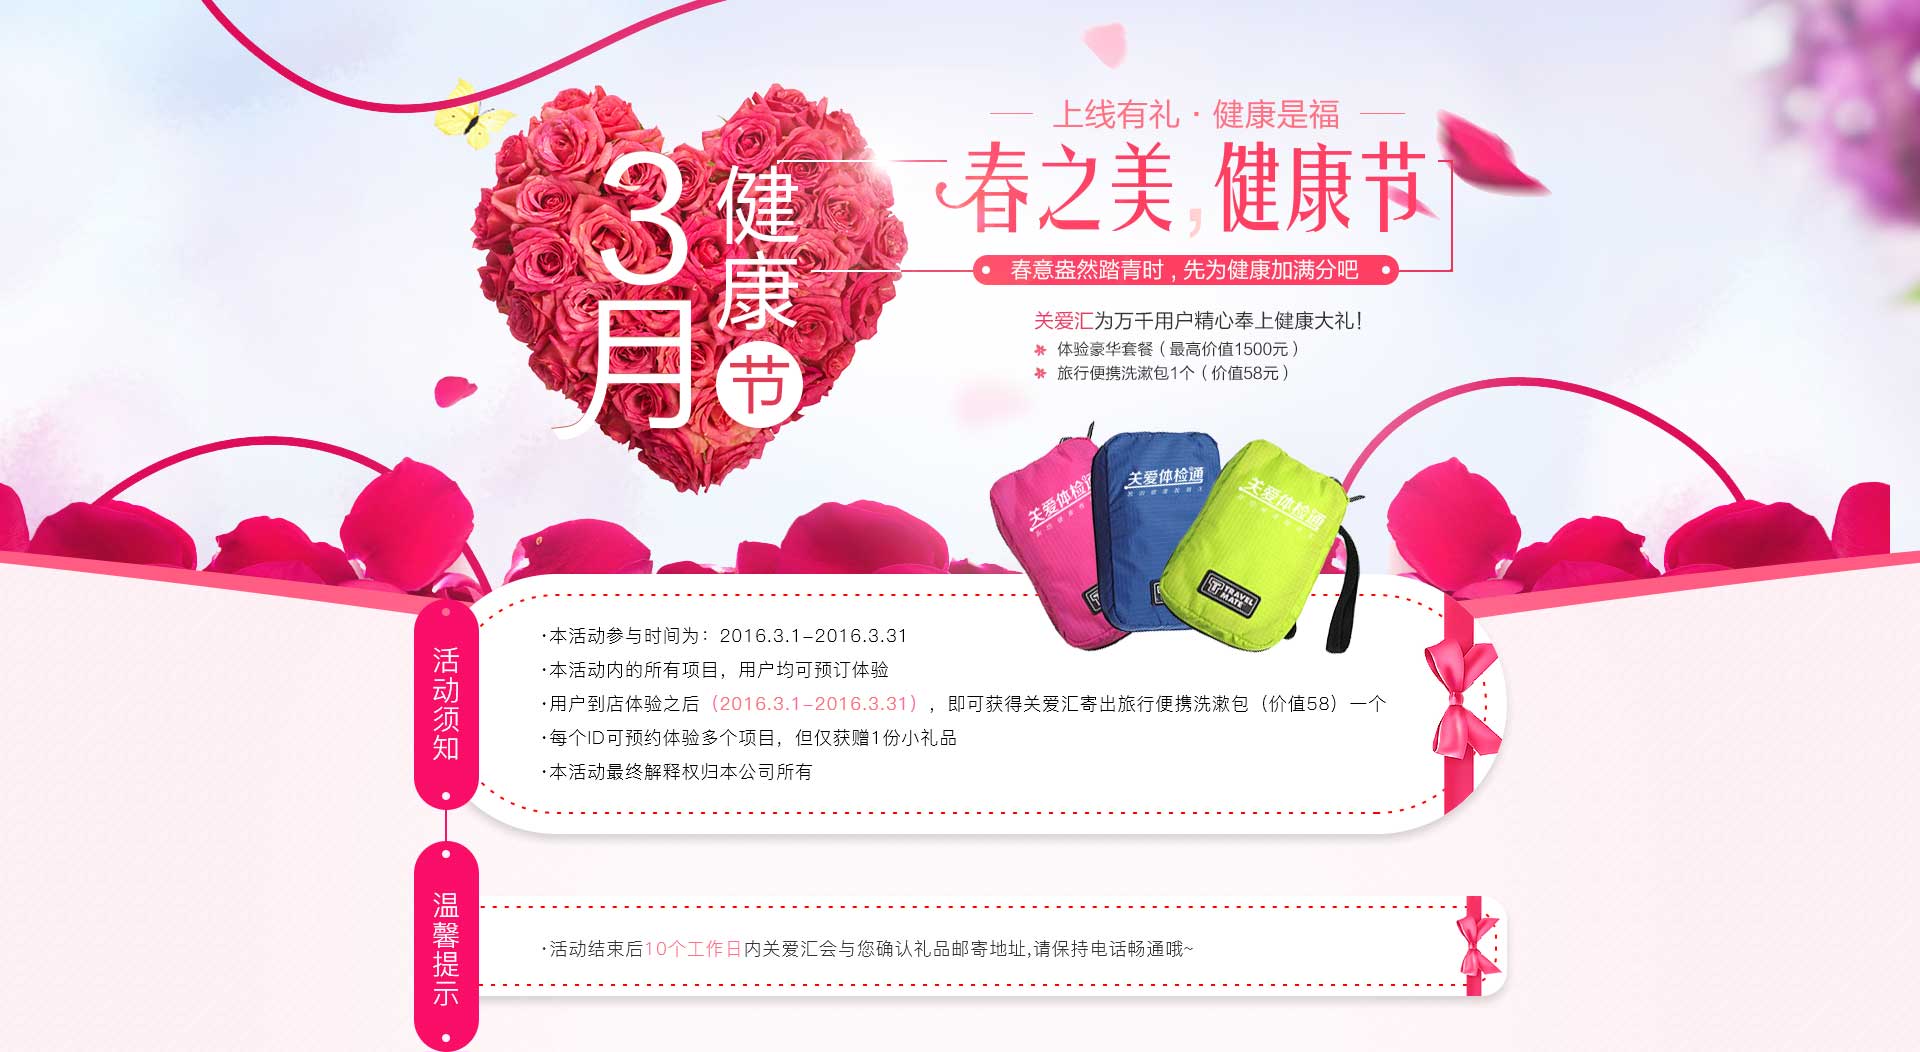 3月
健康节
上线有礼·健康是福
春之美,健康节
春意盎然踏青时,先为健康加满分吧
关爱汇为万千用户精心奉上健康大礼!
体验豪华套餐(最高价值1500元)
旅行便携洗漱包1个(价值58元)
关爱体检通
关爱体检通
关爱体检通
TRAVEL
MATE
活动须知
·本活动参与时间为：2016.3.1-2016.3.31
·本活动内的所有项目，用户均可预订体验
·用户到店体验之后（2016.3.1-2016.3.31），即可获得关爱汇寄出旅行便携洗漱包（价值58）一个
·每个ID可预约体验多个项目，但仅获赠1份小礼品
·本活动最终解释权归本公司所有
温馨提示
·活动结束后10个工作日内关爱汇会与您确认礼品邮寄地址,请保持电话畅通哦~